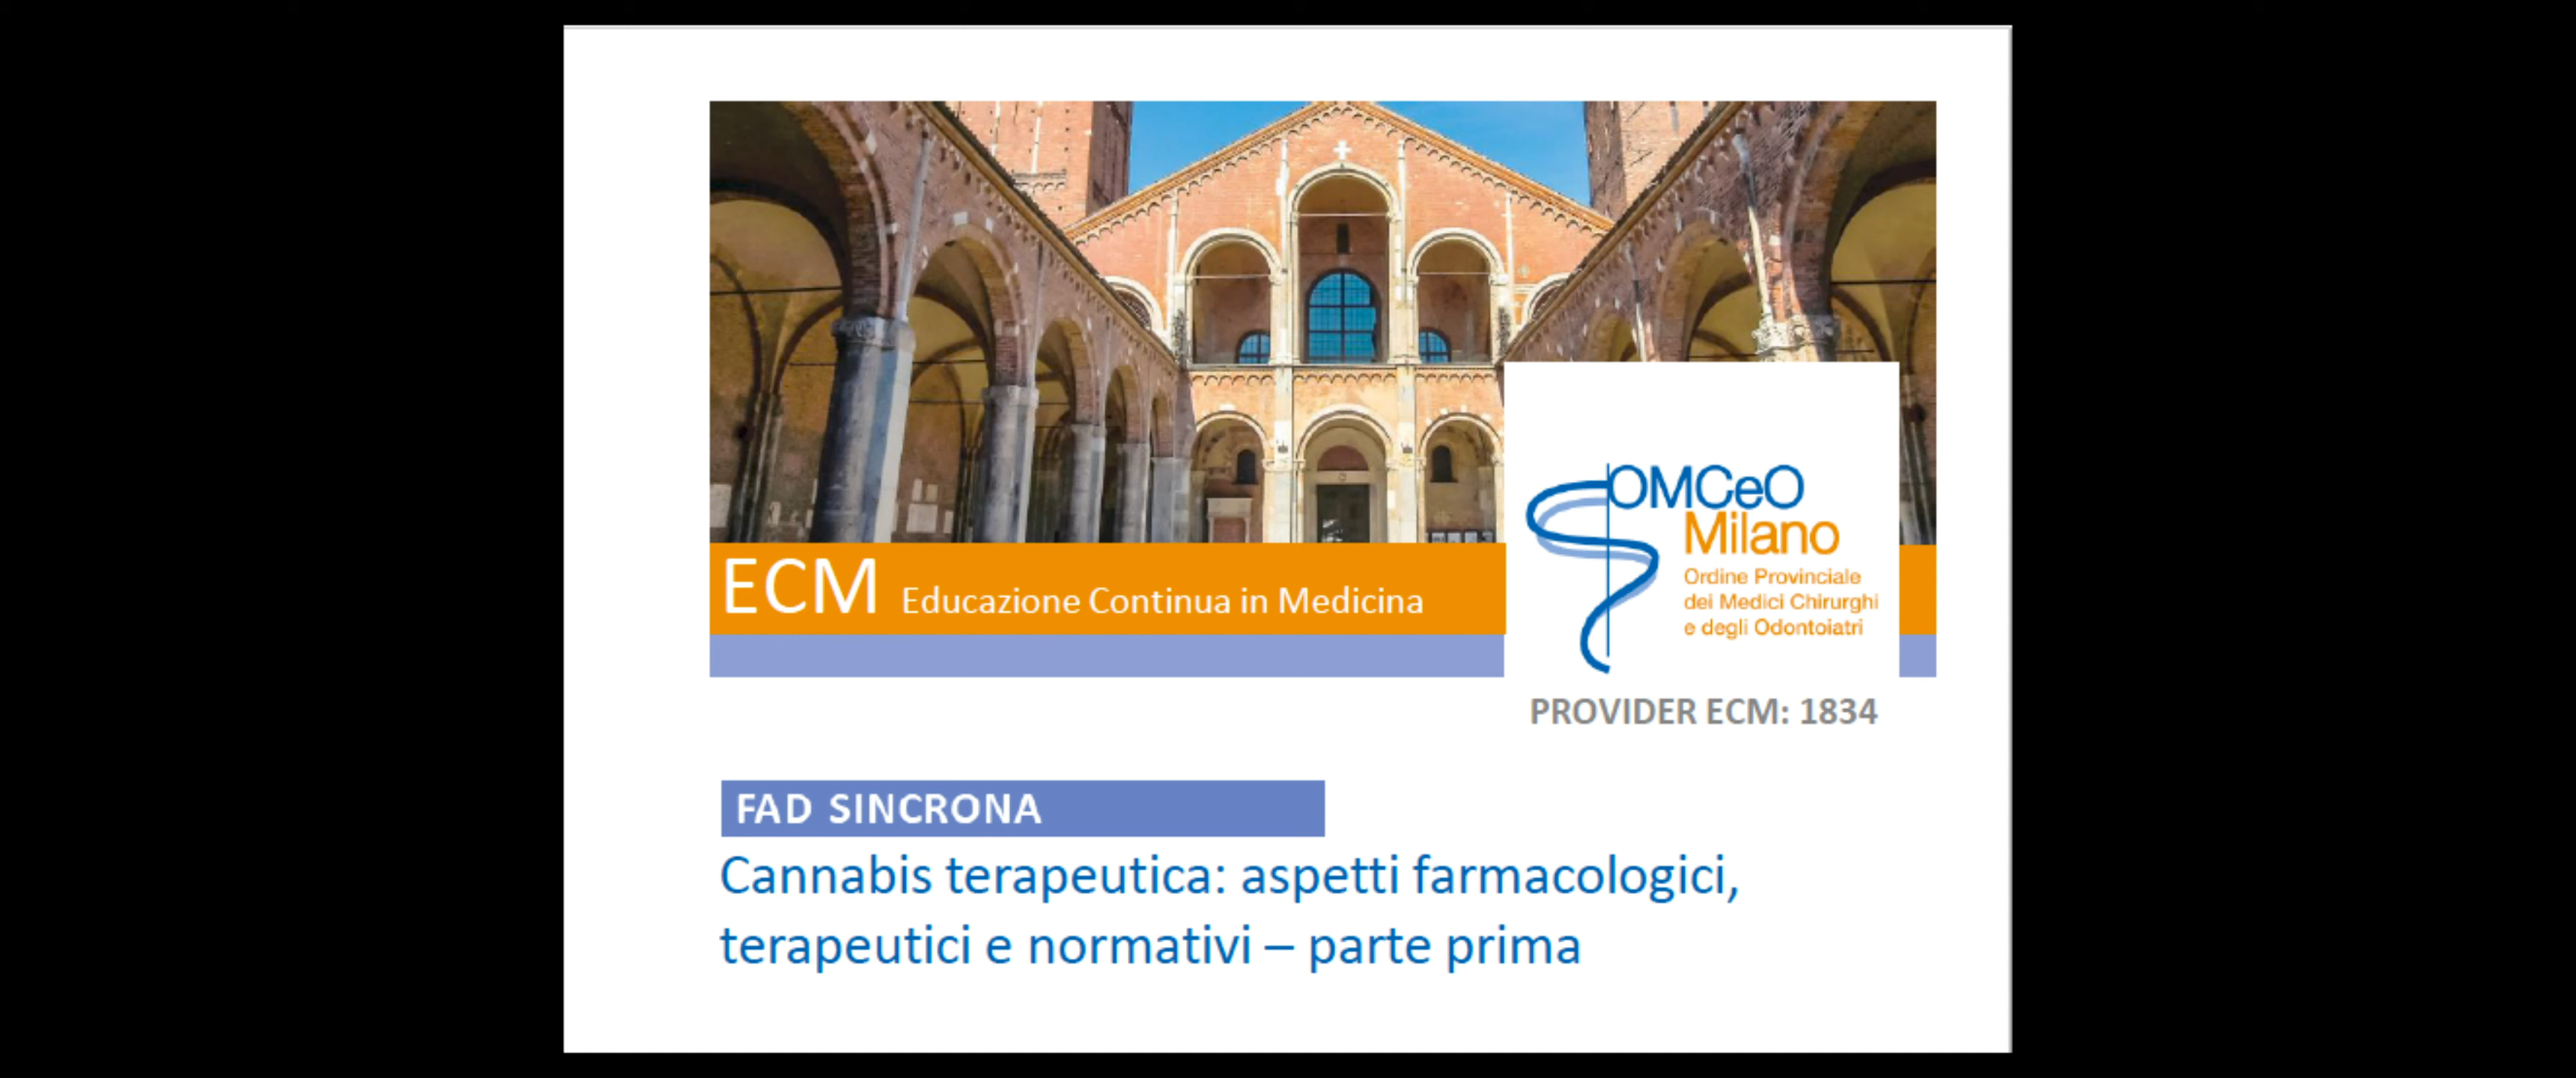 ECM Educazione Continua in Medicina
OMCeO
Milano
Ordine Provinciale
dei Medici Chirurghi
e degli Odontoiatri
PROVIDER ECM: 1834
FAD SINCRONA
Cannabis terapeutica: aspetti farmacologici,
terapeutici e normativi – parte prima